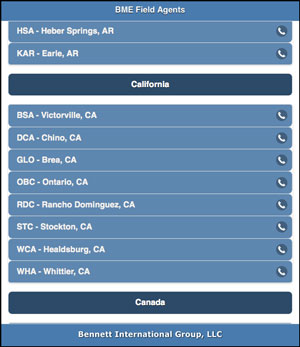 BME Field Agents
HSA - Heber Springs, AR
KAR - Earle, AR
California
BSA - Victorville, CA
DCA - Chino, CA
GLO - Brea, CA
OBC - Ontario, CA
RDC - Rancho Dominguez, CA
STC - Stockton, CA
WCA - Healdsburg, CA
WHA - Whittier, CA
Canada
Bennett International Group, LLC